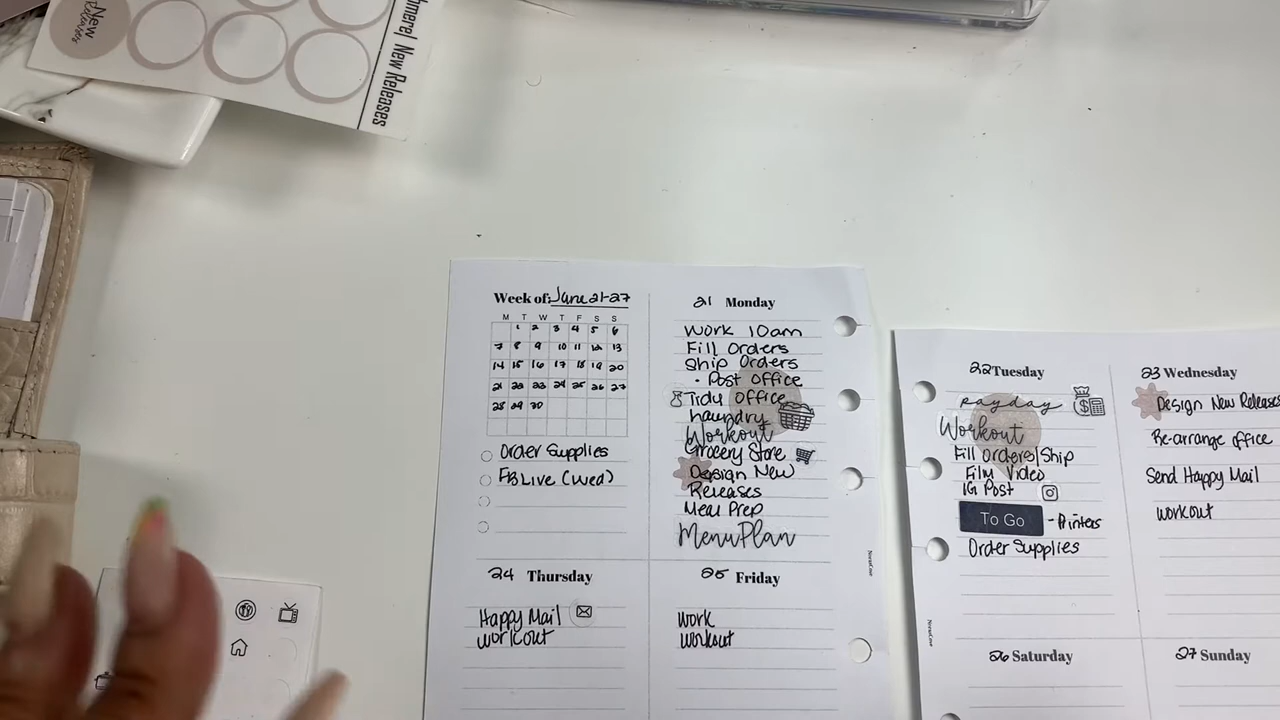 New
Releases
New Releases
Week of: June 21-27
M T W T F S S
1 2 3 4 5 6
7 8 9 10 11 12 13
14 15 16 17 18 19 20
21 22 23 24 25 26 27
28 29 30
Order Supplies
FB Live (Wed)
21 Monday
Work 10am
Fill Orders
Ship Orders
• Post Office
Tidy Office
Laundry
Workout
Grocery Store
Design New
Releases
Meal Prep
Menu Plan
24 Thursday
Happy Mail
workout
25 Friday
Work
Workout
22 Tuesday
payday
Workout
Fill Orders/Ship
Film Video
IG Post
To Go - Printers
Order Supplies
23 Wednesday
Design New Releases
Re-arrange office
Send Happy Mail
workout
26 Saturday
27 Sunday